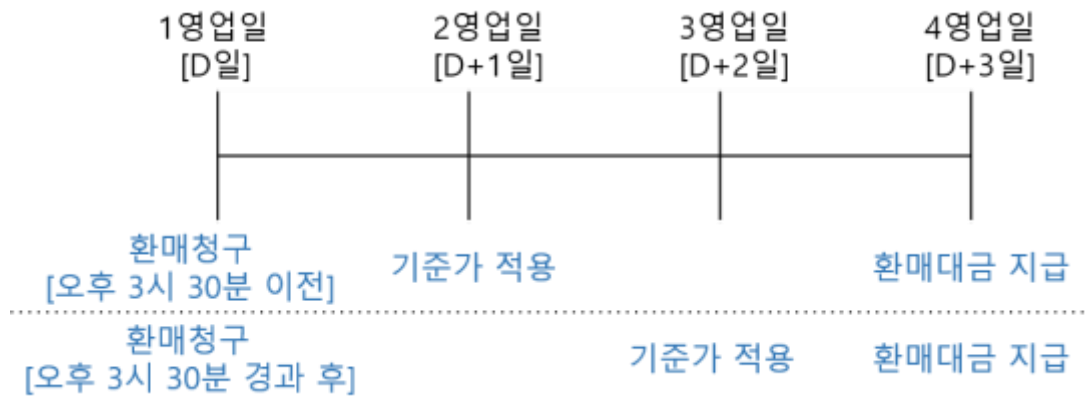 1영업일 2영업일 3영업일 4영업일
[D일] [D+1일] [D+2일] [D+3일]
환매청구
[오후 3시 30분 이전]
기준가 적용
환매대금 지급
환매청구
[오후 3시 30분 경과 후]
기준가 적용
환매대금 지급